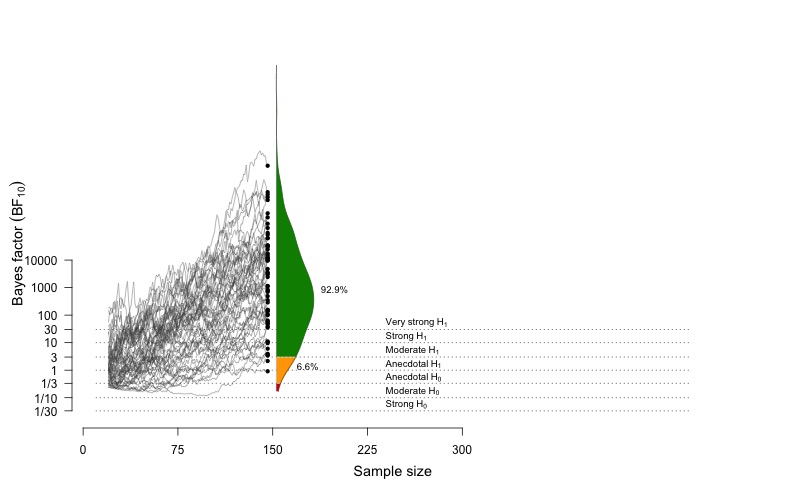 Bayes factor (BF₁₀)
10000
1000
100
30
10
3
1
1/3
1/10
1/30
92.9%
6.6%
Very strong H₁
Strong H₁
Moderate H₁
Anecdotal H₁
Anecdotal H₀
Moderate H₀
Strong H₀
0 75 150 225 300
Sample size